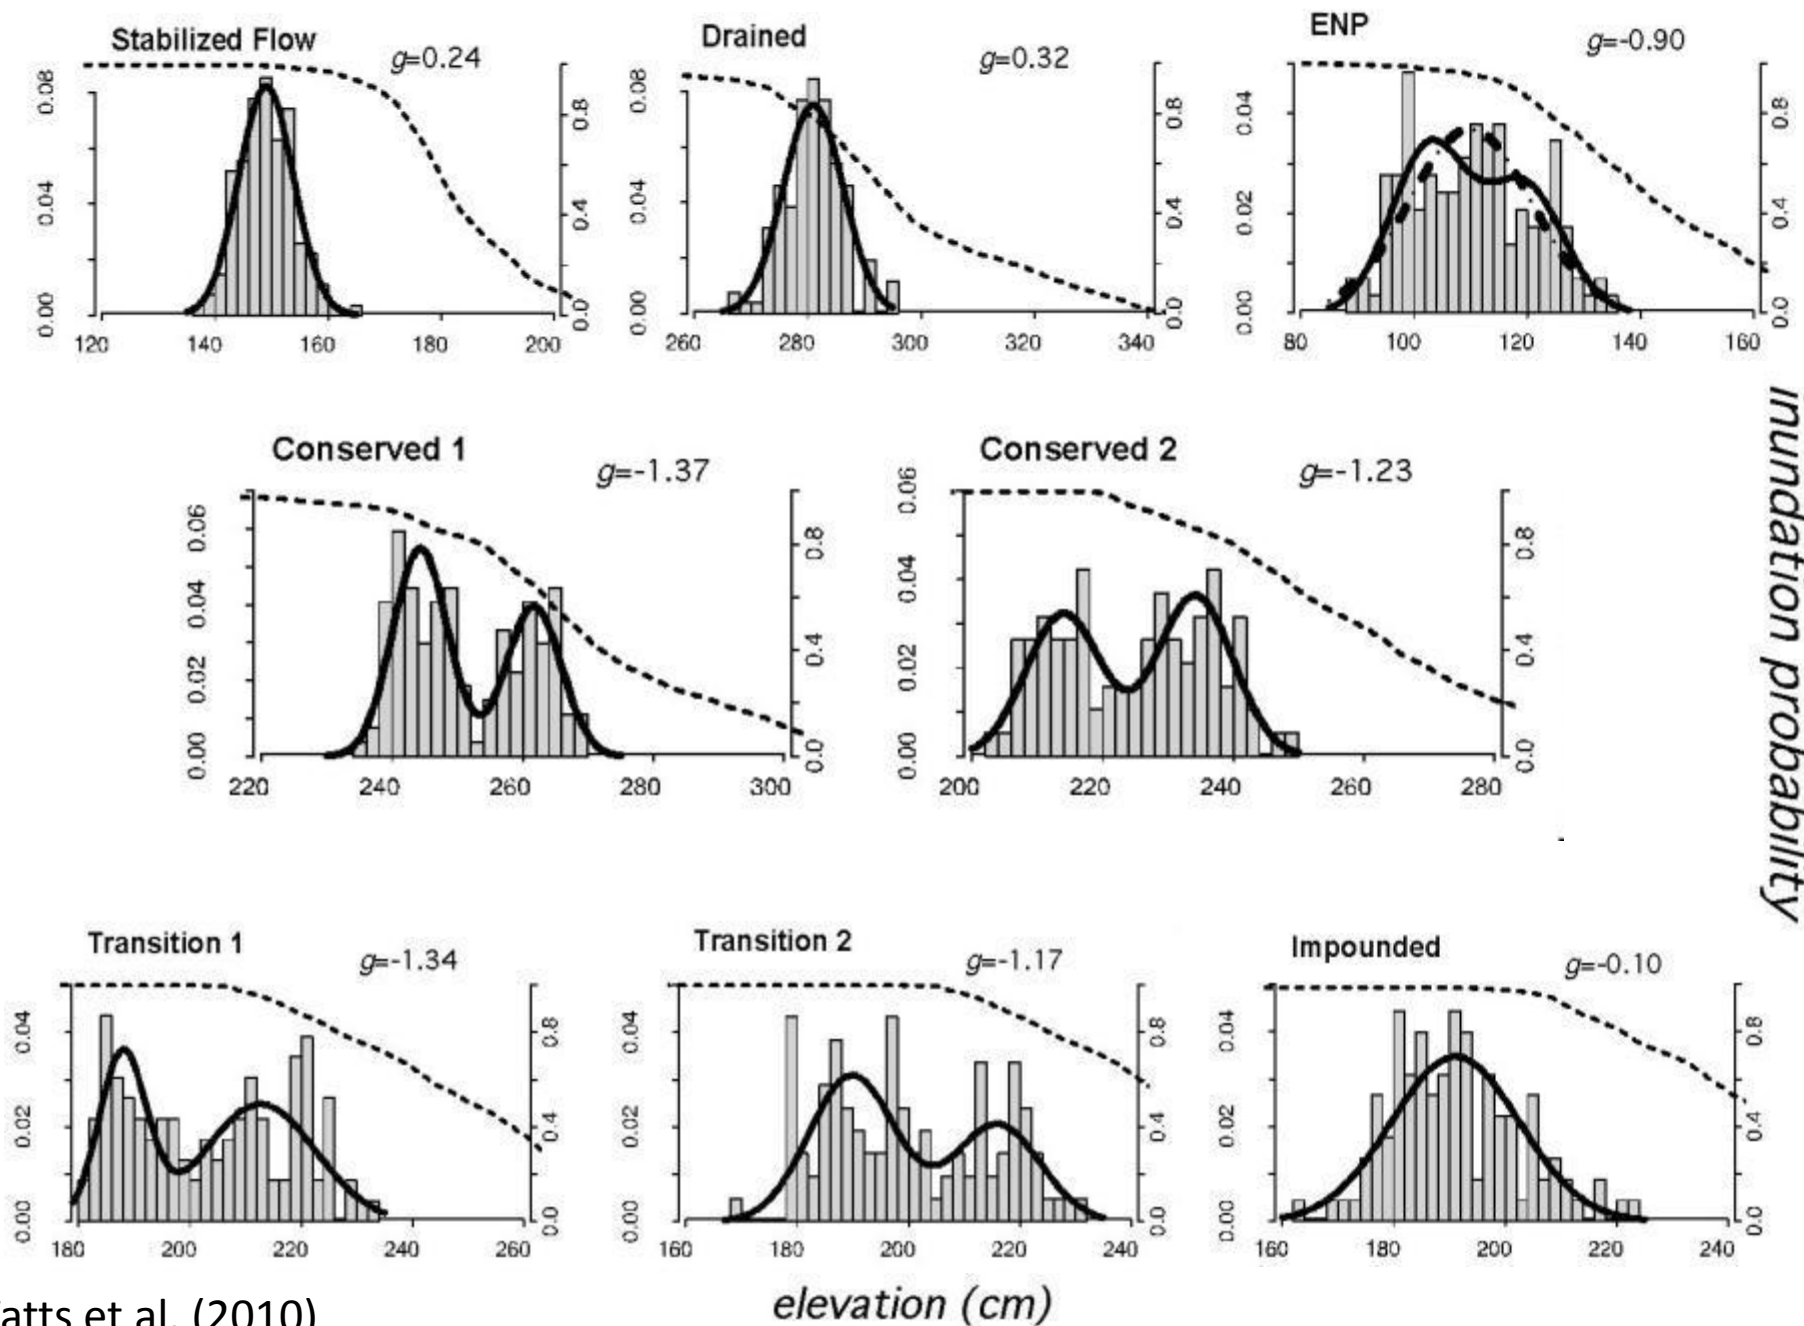 Stabilized Flow
g=0.24
0.00 0.04 0.08
0.0 0.4 0.8
120 140 160 180 200
Drained
g=0.32
0.00 0.04 0.08
0.0 0.4 0.8
260 280 300 320 340
ENP
g=-0.90
0.00 0.02 0.04
0.0 0.4 0.8
80 100 120 140 160
Conserved 1
g=-1.37
0.00 0.02 0.04 0.06
0.0 0.4 0.8
220 240 260 280 300
Conserved 2
g=-1.23
0.00 0.02 0.04 0.06
0.0 0.4 0.8
200 220 240 260 280
inundation probability
Transition 1
g=-1.34
0.00 0.02 0.04
0.0 0.4 0.8
180 200 220 240 260
Transition 2
g=-1.17
0.00 0.02 0.04
0.0 0.4 0.8
160 180 200 220 240
Impounded
g=-0.10
0.00 0.02 0.04
0.0 0.4 0.8
160 180 200 220 240
elevation (cm)
atts et al. (2010)